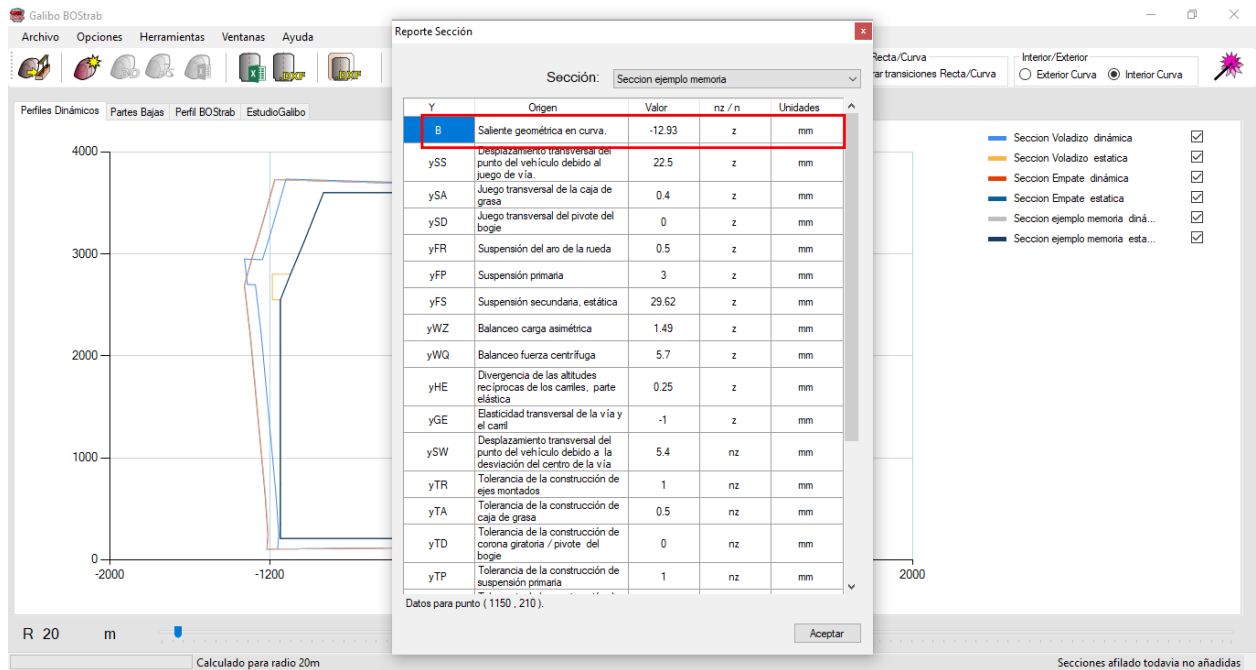 Galibo BOStrab
Archivo Opciones Herramientas Ventanas Ayuda
DXF DXF
Recta/Curva
rar transiciones Recta/Curva
Interior/Exterior
Exterior Curva Interior Curva
Perfiles Dinámicos Partes Bajas Perfil BOStrab EstudioGalibo
4000
3000
2000
1000
0
-2000 -1200 2000
Reporte Sección
Sección: Seccion ejemplo memoria
Y Origen Valor nz / n Unidades
B Saliente geométrica en curva. -12.93 z mm
ySS Desplazamiento transversal del punto del vehículo debido al juego de vía. 22.5 z mm
ySA Juego transversal de la caja de grasa 0.4 z mm
ySD Juego transversal del pivote del bogie 0 z mm
yFR Suspensión del aro de la rueda 0.5 z mm
yFP Suspensión primaria 3 z mm
yFS Suspensión secundaria, estática 29.62 z mm
yWZ Balanceo carga asimétrica 1.49 z mm
yWQ Balanceo fuerza centrífuga 5.7 z mm
yHE Divergencia de las altitudes recíprocas de los carriles, parte elástica 0.25 z mm
yGE Elasticidad transversal de la vía y el carril -1 z mm
ySW Desplazamiento transversal del punto del vehículo debido a la desviación del centro de la vía 5.4 nz mm
yTR Tolerancia de la construcción de ejes montados 1 nz mm
yTA Tolerancia de la construcción de caja de grasa 0.5 nz mm
yTD Tolerancia de la construcción de corona giratoria / pivote del bogie 0 nz mm
yTP Tolerancia de la construcción de suspensión primaria 1 nz mm
Datos para punto ( 1150 , 210 ).
Aceptar
Seccion Voladizo dinámica
Seccion Voladizo estatica
Seccion Empate dinámica
Seccion Empate estatica
Seccion ejemplo memoria diná...
Seccion ejemplo memoria esta...
R 20 m
Calculado para radio 20m
Secciones afilado todavia no añadidas